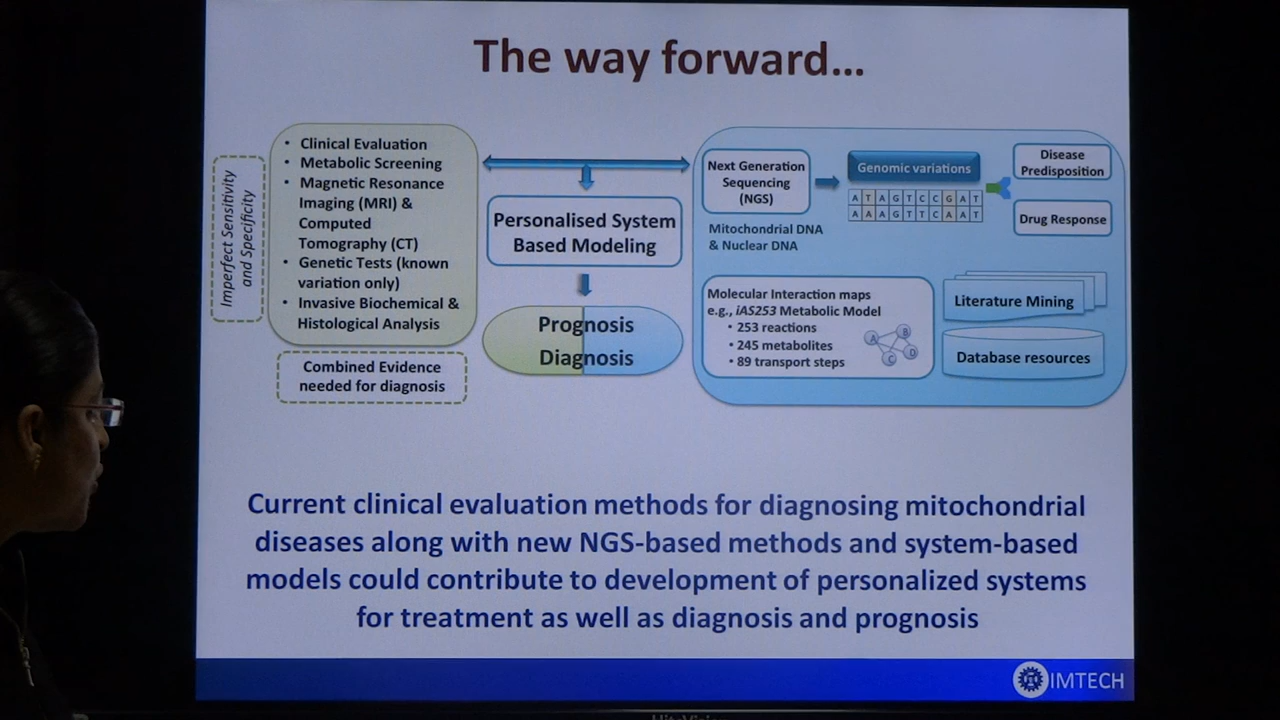 The way forward...
Imperfect Sensitivity
and Specificity
• Clinical Evaluation
• Metabolic Screening
• Magnetic Resonance
Imaging (MRI) &
Computed
Tomography (CT)
• Genetic Tests (known
variation only)
• Invasive Biochemical &
Histological Analysis
Combined Evidence
needed for diagnosis
Personalised System
Based Modeling
Prognosis
Diagnosis
Next Generation
Sequencing
(NGS)
Mitochondrial DNA
& Nuclear DNA
Genomic variations
A T A G T C C G A T
A A A G T T C A A T
Disease
Predisposition
Drug Response
Molecular Interaction maps
e.g., iAS253 Metabolic Model
• 253 reactions
• 245 metabolites
• 89 transport steps
A
B
C
D
Literature Mining
Database resources
Current clinical evaluation methods for diagnosing mitochondrial
diseases along with new NGS-based methods and system-based
models could contribute to development of personalized systems
for treatment as well as diagnosis and prognosis
IMTECH